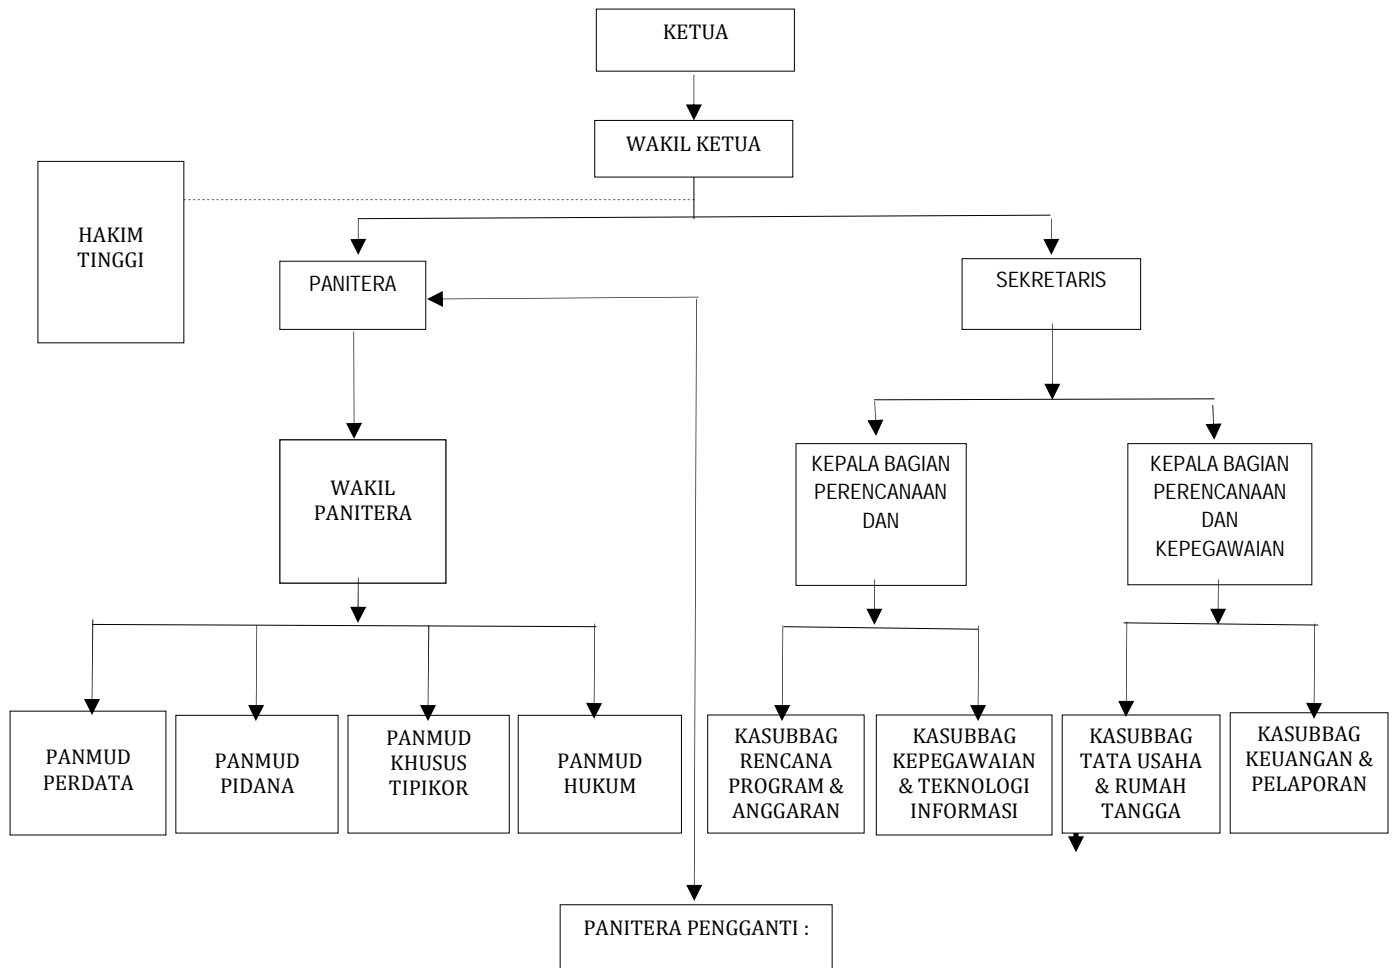 KETUA
WAKIL KETUA
HAKIM
TINGGI
PANITERA
SEKRETARIS
WAKIL
PANITERA
KEPALA BAGIAN
PERENCANAAN
DAN
KEPALA BAGIAN
PERENCANAAN
DAN
KEPEGAWAIAN
PANMUD
PERDATA
PANMUD
PIDANA
PANMUD
KHUSUS
TIPIKOR
PANMUD
HUKUM
KASUBBAG
RENCANA
PROGRAM &
ANGGARAN
KASUBBAG
KEPEGAWAIAN
& TEKNOLOGI
INFORMASI
KASUBBAG
TATA USAHA
& RUMAH
TANGGA
KASUBBAG
KEUANGAN &
PELAPORAN
PANITERA PENGGANTI :